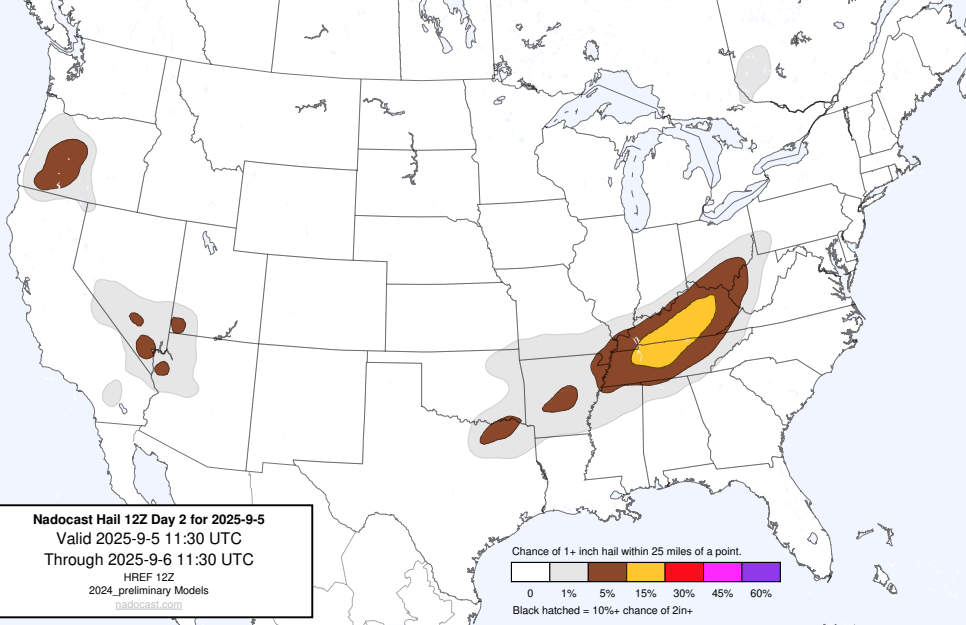 Nadocast Hail 12Z Day 2 for 2025-9-5
Valid 2025-9-5 11:30 UTC
Through 2025-9-6 11:30 UTC
HREF 12Z
2024_preliminary Models
nadocast.com
Chance of 1+ inch hail within 25 miles of a point.
0 1% 5% 15% 30% 45% 60%
Black hatched = 10%+ chance of 2in+